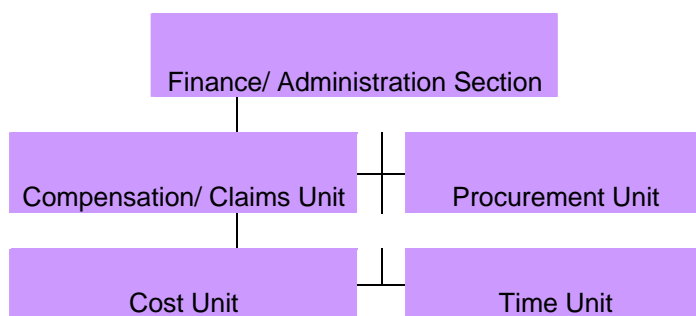 Finance/ Administration Section
Compensation/ Claims Unit
Procurement Unit
Cost Unit
Time Unit